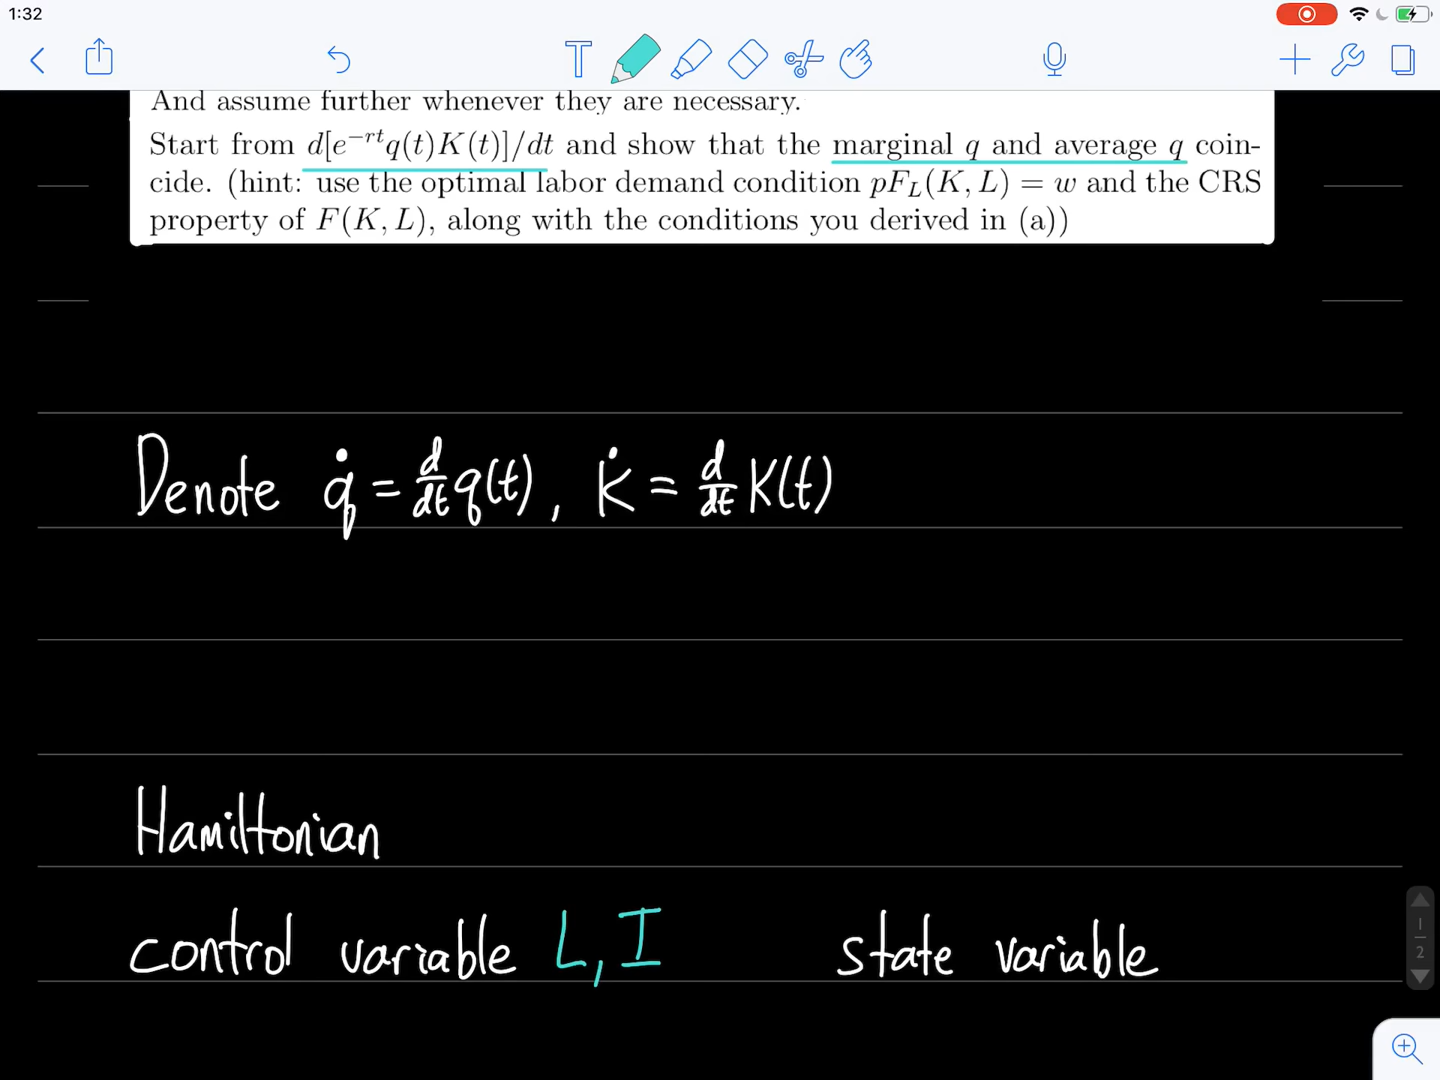 1:32
T
And assume further whenever they are necessary.
Start from d[e^{-rt}q(t)K(t)]/dt and show that the marginal q and average q coin-
cide. (hint: use the optimal labor demand condition pF_L(K, L) = w and the CRS
property of F(K, L), along with the conditions you derived in (a))
Denote q̇ = d/dt q(t), K̇ = d/dt K(t)
Hamiltonian
control variable L, I state variable
1
2